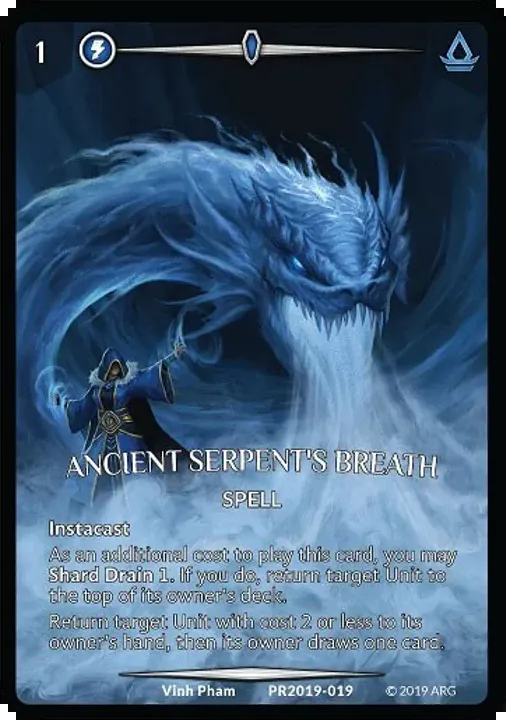 1
ANCIENT SERPENT'S BREATH
SPELL
Instacast
As an additional cost to play this card, you may
Shard Drain 1. If you do, return target Unit to
the top of its owner's deck.
Return target Unit with cost 2 or less to its
owner's hand, then its owner draws one card.
Vinh Pham PR2019-019 © 2019 ARG